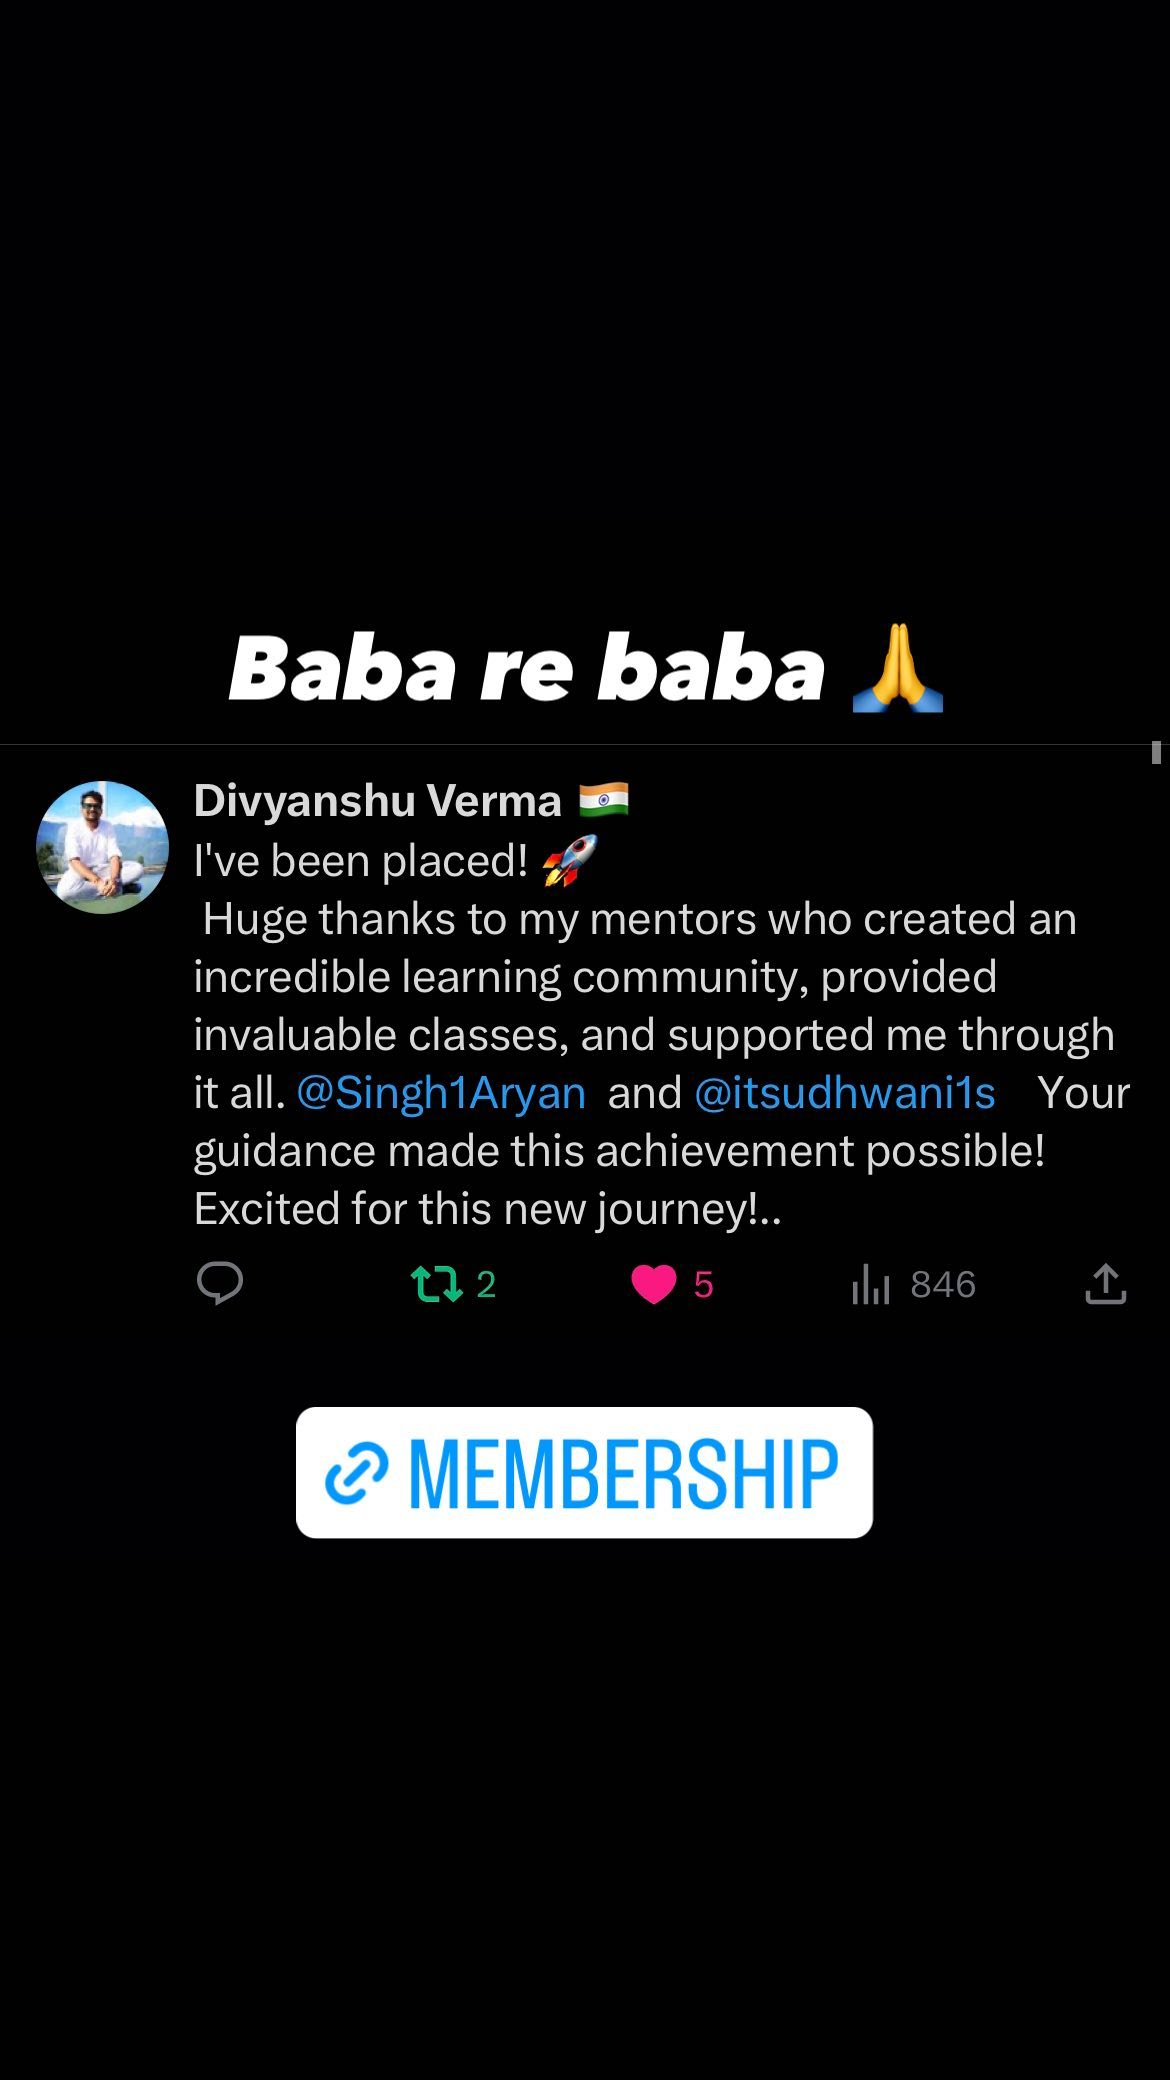 Baba re baba 🙏
Divyanshu Verma 🇮🇳
I've been placed! 🚀
Huge thanks to my mentors who created an
incredible learning community, provided
invaluable classes, and supported me through
it all. @Singh1Aryan and @itsudhwani1s Your
guidance made this achievement possible!
Excited for this new journey!..
2 5 846
MEMBERSHIP